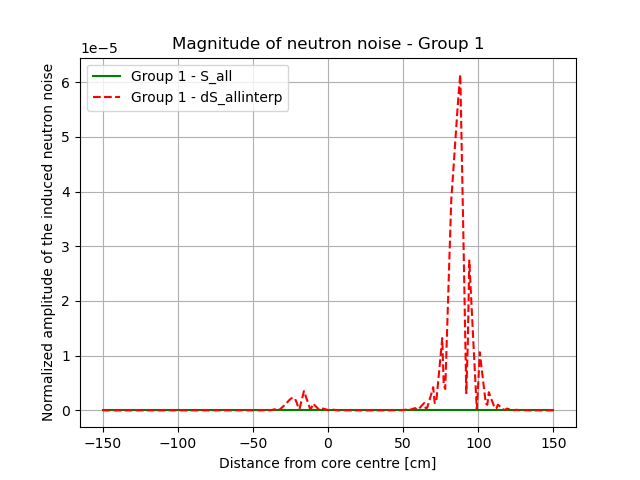 Magnitude of neutron noise - Group 1
1e−5
Group 1 - S_all
Group 1 - dS_allinterp
Normalized amplitude of the induced neutron noise
6
5
4
3
2
1
0
−150 −100 −50 0 50 100 150
Distance from core centre [cm]